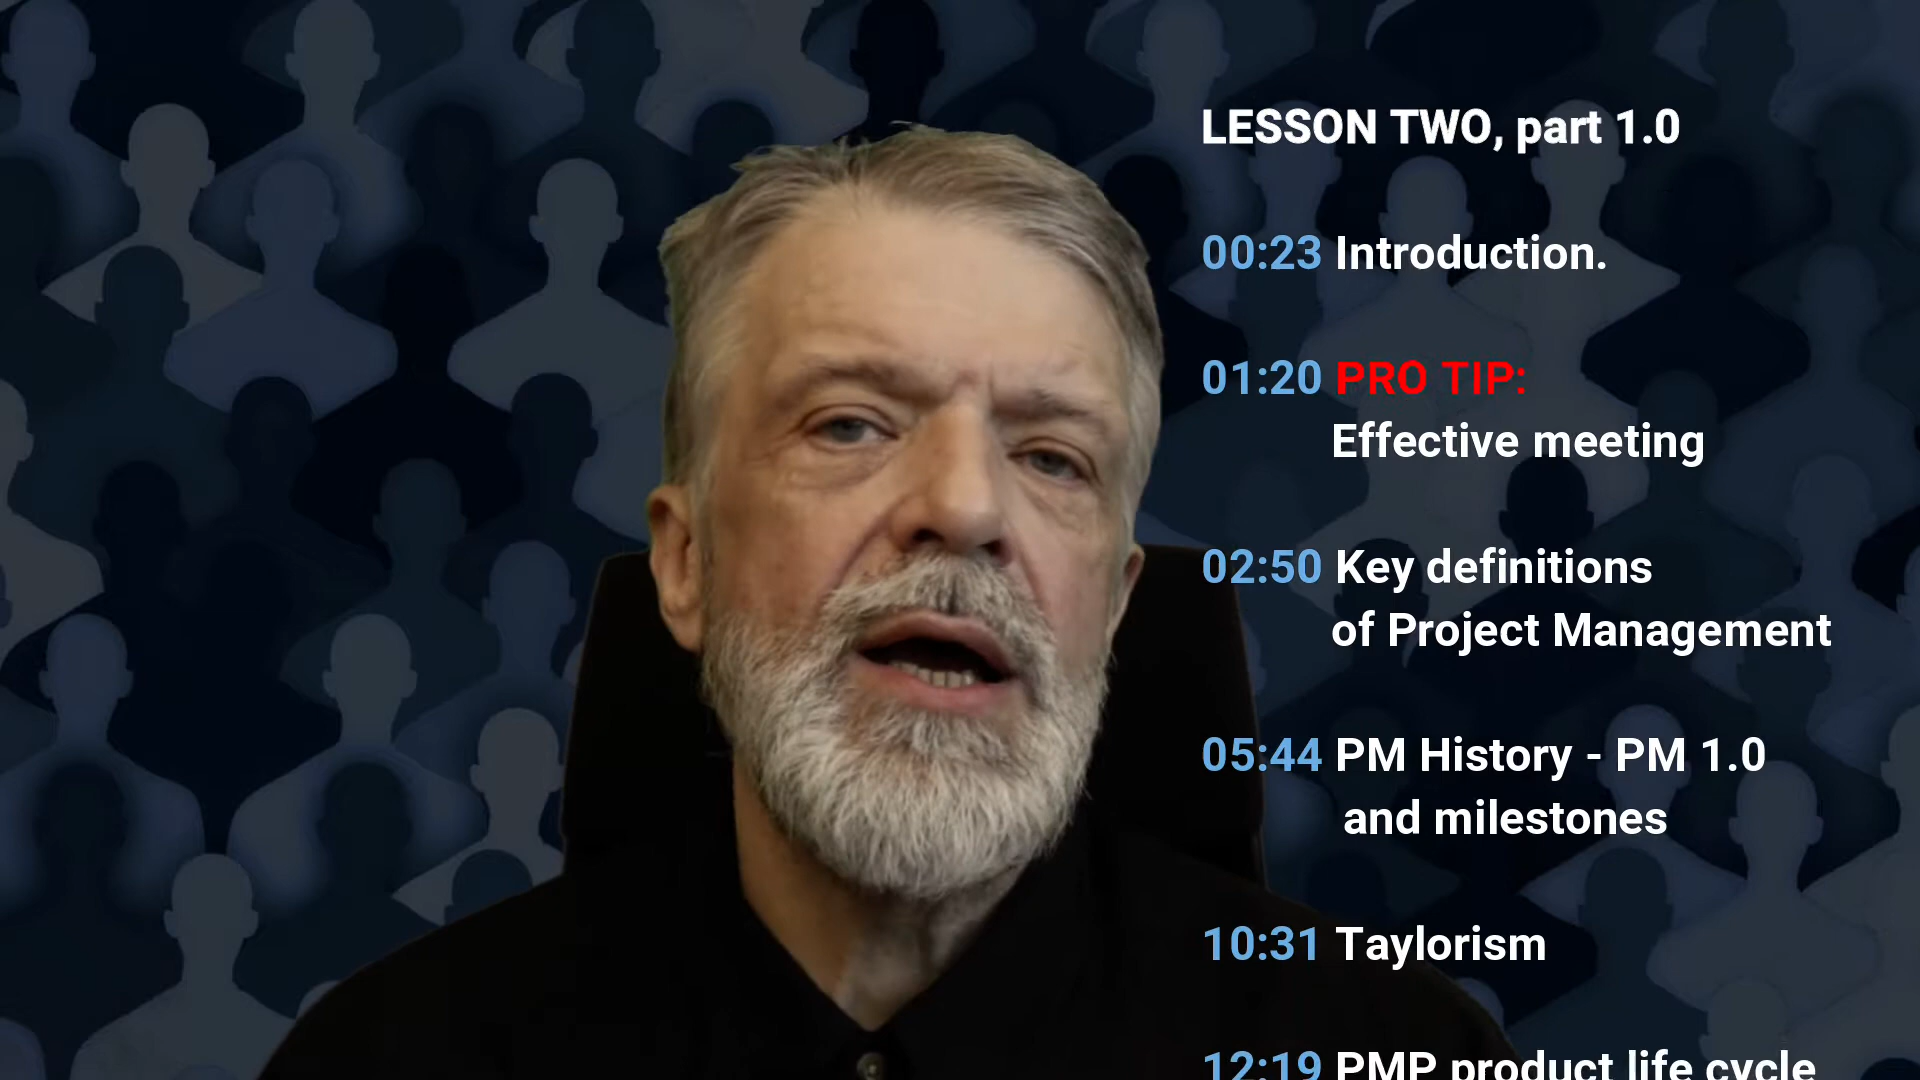 LESSON TWO, part 1.0
00:23 Introduction.
01:20 PRO TIP:
Effective meeting
02:50 Key definitions
of Project Management
05:44 PM History - PM 1.0
and milestones
10:31 Taylorism
12:19 PMP product life cycle